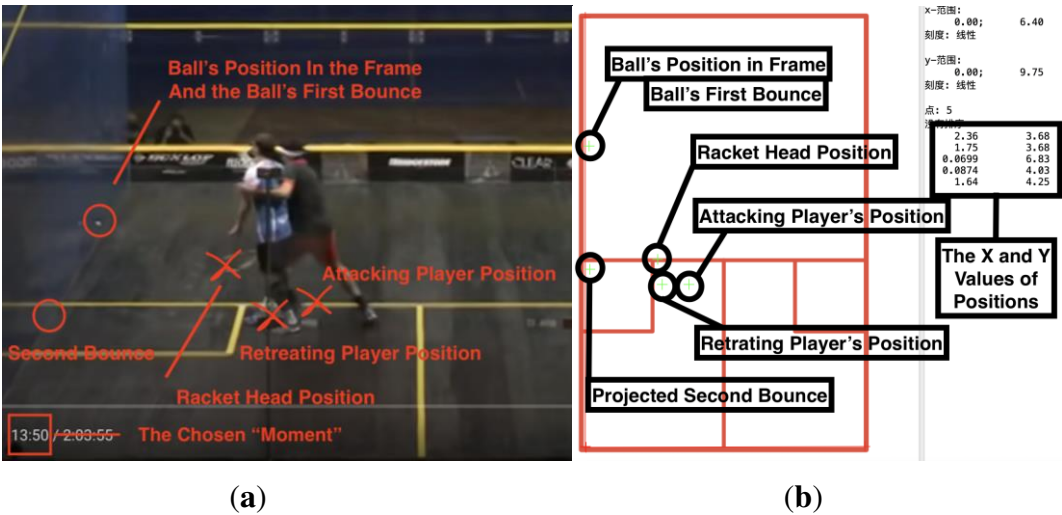 Ball's Position In the Frame
And the Ball's First Bounce
DUNLOP
BRIDGESTONE
CLEAR
Attacking Player Position
Second Bounce
Retreating Player Position
Racket Head Position
13:50 / 2:03:55
The Chosen “Moment”
(a)
x-范围:
0.00; 6.40
刻度: 线性
y-范围:
0.00; 9.75
刻度: 线性
点: 5
2.36 3.68
1.75 3.68
0.0699 6.83
0.0874 4.03
1.64 4.25
Ball's Position in Frame
Ball's First Bounce
Racket Head Position
Attacking Player's Position
The X and Y
Values of
Positions
Retrating Player's Position
Projected Second Bounce
(b)